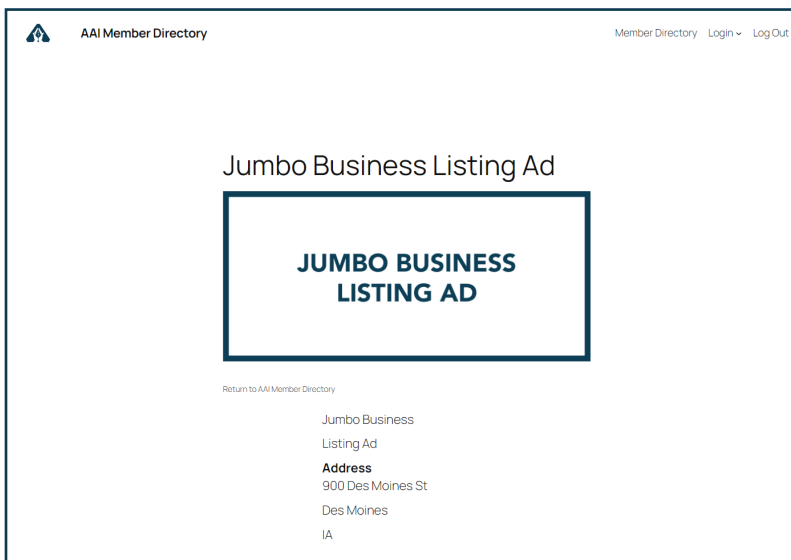 AAI Member Directory
Member Directory Login Log Out
Jumbo Business Listing Ad
JUMBO BUSINESS
LISTING AD
Return to AAI Member Directory
Jumbo Business
Listing Ad
Address
900 Des Moines St
Des Moines
IA